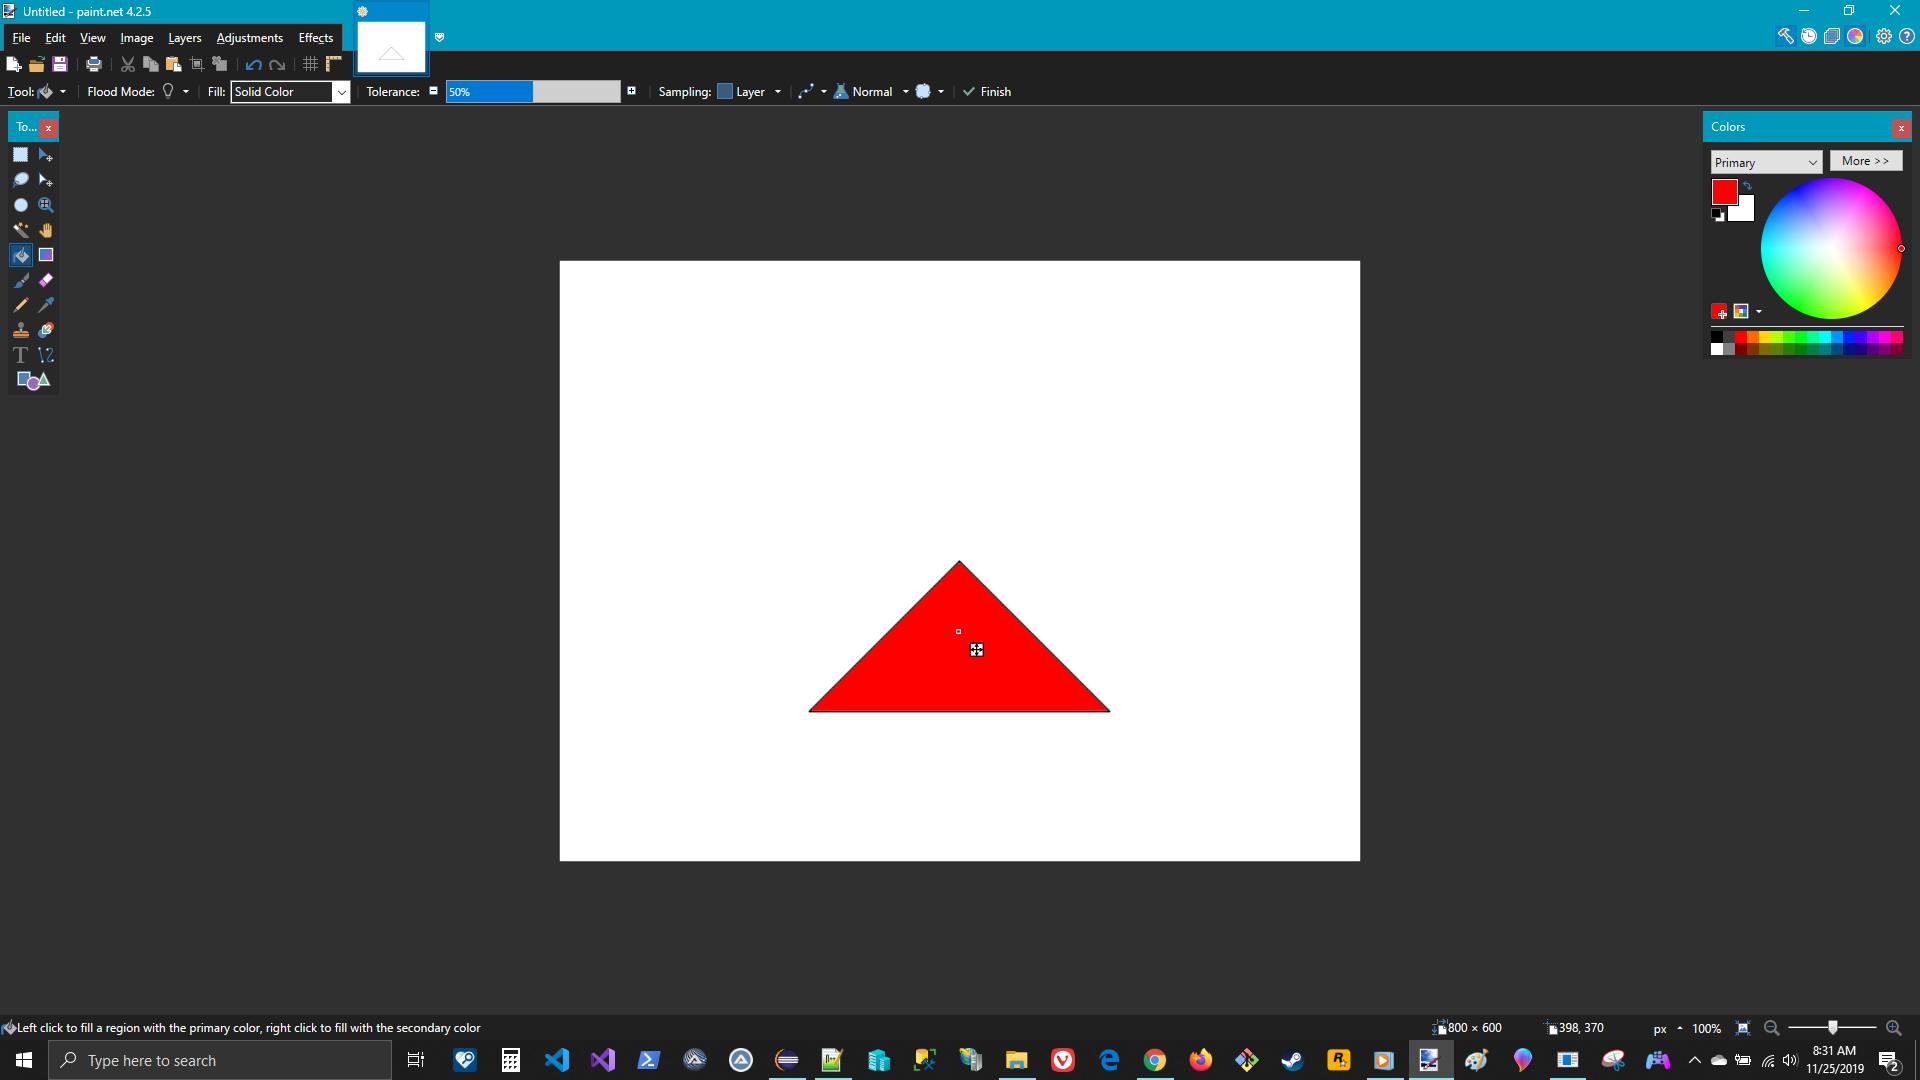 Untitled - paint.net 4.2.5
File Edit View Image Layers Adjustments Effects
Tool: Flood Mode: Fill: Solid Color Tolerance: 50% Sampling: Layer Normal Finish
To...
Colors
Primary More >>
T
Left click to fill a region with the primary color, right click to fill with the secondary color
800 × 600 398, 370 px 100%
Type here to search
8:31 AM
11/25/2019
2